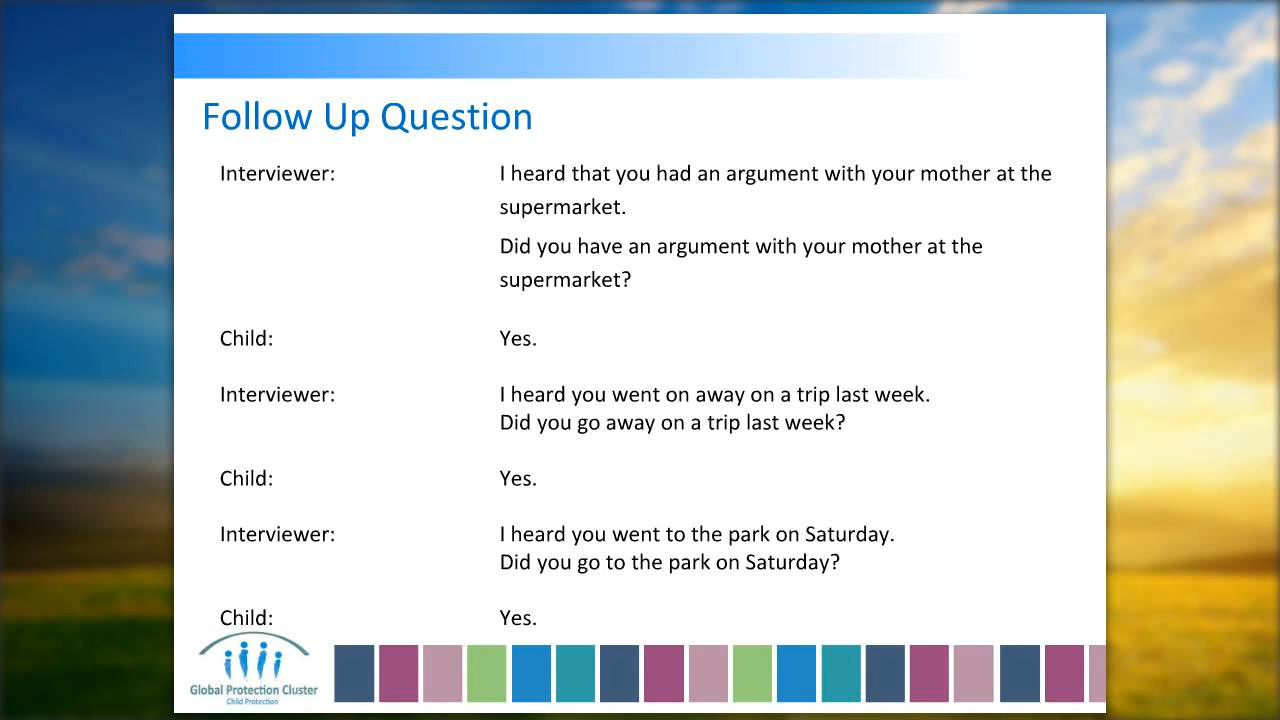 Follow Up Question
Interviewer: I heard that you had an argument with your mother at the
supermarket.
Did you have an argument with your mother at the
supermarket?
Child: Yes.
Interviewer: I heard you went on away on a trip last week.
Did you go away on a trip last week?
Child: Yes.
Interviewer: I heard you went to the park on Saturday.
Did you go to the park on Saturday?
Child: Yes.
Global Protection Cluster
Child Protection